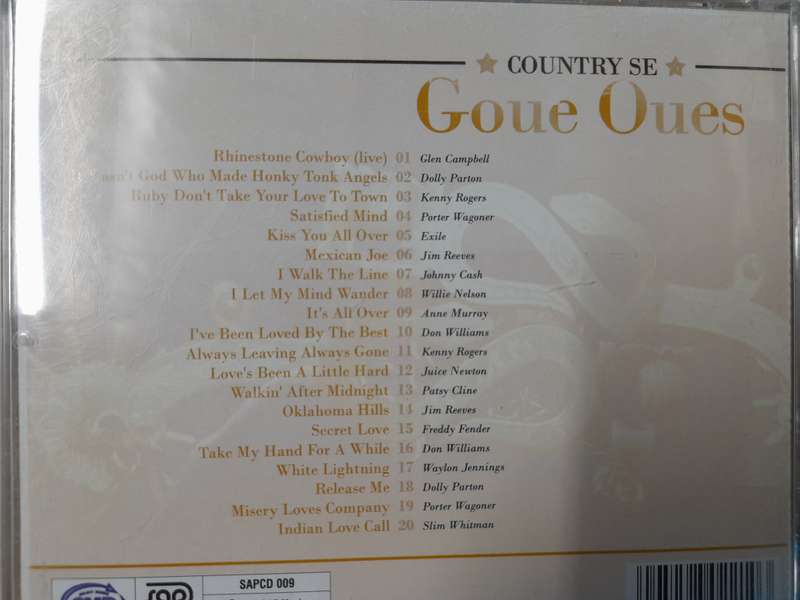 COUNTRY SE
Goue Oues
Rhinestone Cowboy (live) 01 Glen Campbell
God Who Made Honky Tonk Angels 02 Dolly Parton
Ruby Don't Take Your Love To Town 03 Kenny Rogers
Satisfied Mind 04 Porter Wagoner
Kiss You All Over 05 Exile
Mexican Joe 06 Jim Reeves
I Walk The Line 07 Johnny Cash
I Let My Mind Wander 08 Willie Nelson
It's All Over 09 Anne Murray
I've Been Loved By The Best 10 Don Williams
Always Leaving Always Gone 11 Kenny Rogers
Love's Been A Little Hard 12 Juice Newton
Walkin' After Midnight 13 Patsy Cline
Oklahoma Hills 14 Jim Reeves
Secret Love 15 Freddy Fender
Take My Hand For A While 16 Don Williams
White Lightning 17 Waylon Jennings
Release Me 18 Dolly Parton
Misery Loves Company 19 Porter Wagoner
Indian Love Call 20 Slim Whitman
SAPCD 009